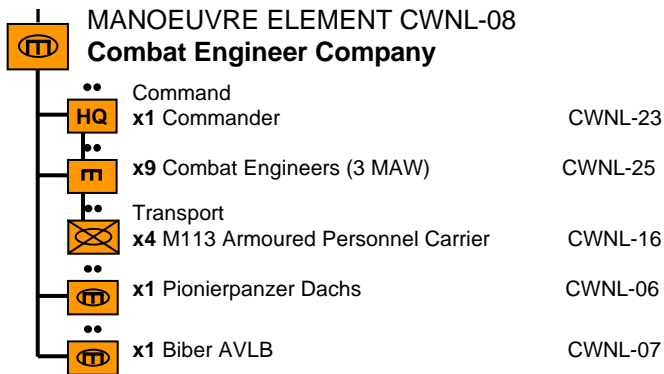 MANOEUVRE ELEMENT CWNL-08
Combat Engineer Company
Command
HQ x1 Commander CWNL-23
x9 Combat Engineers (3 MAW) CWNL-25
Transport
x4 M113 Armoured Personnel Carrier CWNL-16
x1 Pionierpanzer Dachs CWNL-06
x1 Biber AVLB CWNL-07